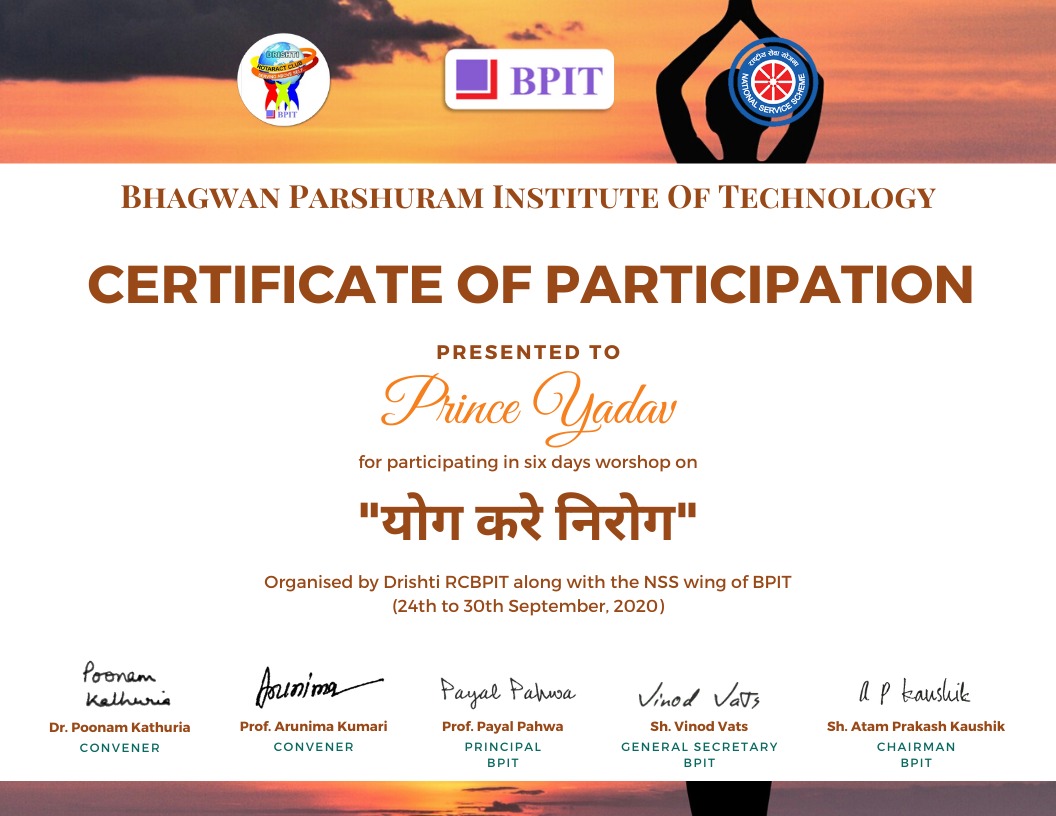 DRISHTI
ROTARACT CLUB
BPIT
BPIT
राष्ट्रीय सेवा योजना
NATIONAL SERVICE SCHEME
BHAGWAN PARSHURAM INSTITUTE OF TECHNOLOGY
CERTIFICATE OF PARTICIPATION
PRESENTED TO
Prince Yadav
for participating in six days worshop on
"योग करे निरोग"
Organised by Drishti RCBPIT along with the NSS wing of BPIT
(24th to 30th September, 2020)
Poonam
Kathuria
Arunima
Payal Pahwa
Vinod Vats
A P Kaushik
Dr. Poonam Kathuria
CONVENER
Prof. Arunima Kumari
CONVENER
Prof. Payal Pahwa
PRINCIPAL
BPIT
Sh. Vinod Vats
GENERAL SECRETARY
BPIT
Sh. Atam Prakash Kaushik
CHAIRMAN
BPIT